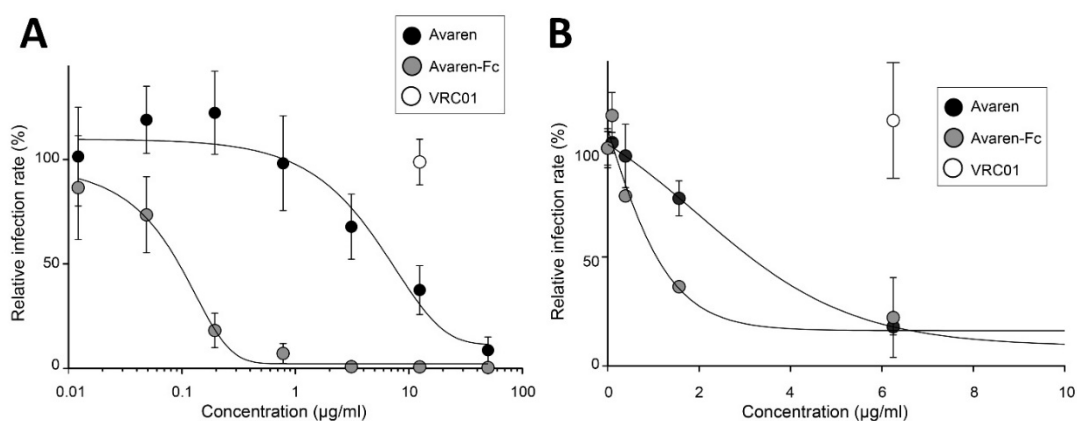 A
Avaren
Avaren-Fc
VRC01
Relative infection rate (%)
100
50
0
0.01
0.1
1
10
100
Concentration (µg/ml)
B
Avaren
Avaren-Fc
VRC01
Relative infection rate (%)
100
50
0
0
2
4
6
8
10
Concentration (µg/ml)